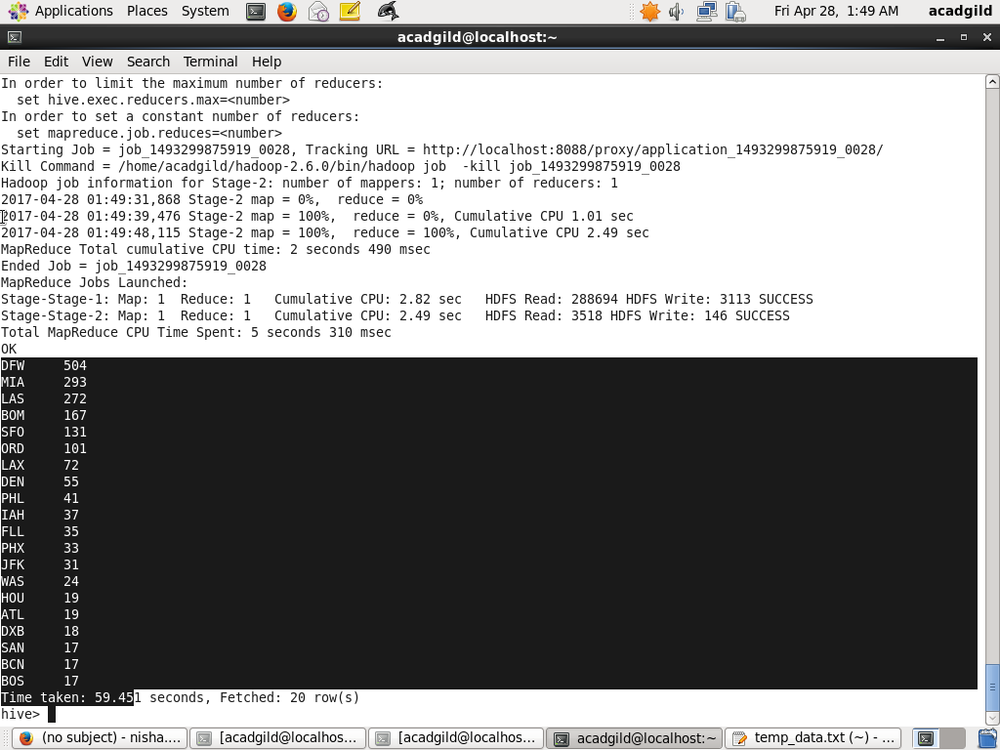 Applications Places System Fri Apr 28, 1:49 AM acadgild
acadgild@localhost:~
File Edit View Search Terminal Help
In order to limit the maximum number of reducers:
  set hive.exec.reducers.max=<number>
In order to set a constant number of reducers:
  set mapreduce.job.reduces=<number>
Starting Job = job_1493299875919_0028, Tracking URL = http://localhost:8088/proxy/application_1493299875919_0028/
Kill Command = /home/acadgild/hadoop-2.6.0/bin/hadoop job  -kill job_1493299875919_0028
Hadoop job information for Stage-2: number of mappers: 1; number of reducers: 1
2017-04-28 01:49:31,868 Stage-2 map = 0%,  reduce = 0%
2017-04-28 01:49:39,476 Stage-2 map = 100%,  reduce = 0%, Cumulative CPU 1.01 sec
2017-04-28 01:49:48,115 Stage-2 map = 100%,  reduce = 100%, Cumulative CPU 2.49 sec
MapReduce Total cumulative CPU time: 2 seconds 490 msec
Ended Job = job_1493299875919_0028
MapReduce Jobs Launched:
Stage-Stage-1: Map: 1  Reduce: 1   Cumulative CPU: 2.82 sec   HDFS Read: 288694 HDFS Write: 3113 SUCCESS
Stage-Stage-2: Map: 1  Reduce: 1   Cumulative CPU: 2.49 sec   HDFS Read: 3518 HDFS Write: 146 SUCCESS
Total MapReduce CPU Time Spent: 5 seconds 310 msec
OK
DFW     504
MIA     293
LAS     272
BOM     167
SFO     131
ORD     101
LAX     72
DEN     55
PHL     41
IAH     37
FLL     35
PHX     33
JFK     31
WAS     24
HOU     19
ATL     19
DXB     18
SAN     17
BCN     17
BOS     17
Time taken: 59.451 seconds, Fetched: 20 row(s)
hive>
(no subject) - nisha.... [acadgild@localhos... [acadgild@localhos... acadgild@localhost:~ temp_data.txt (~) - ...